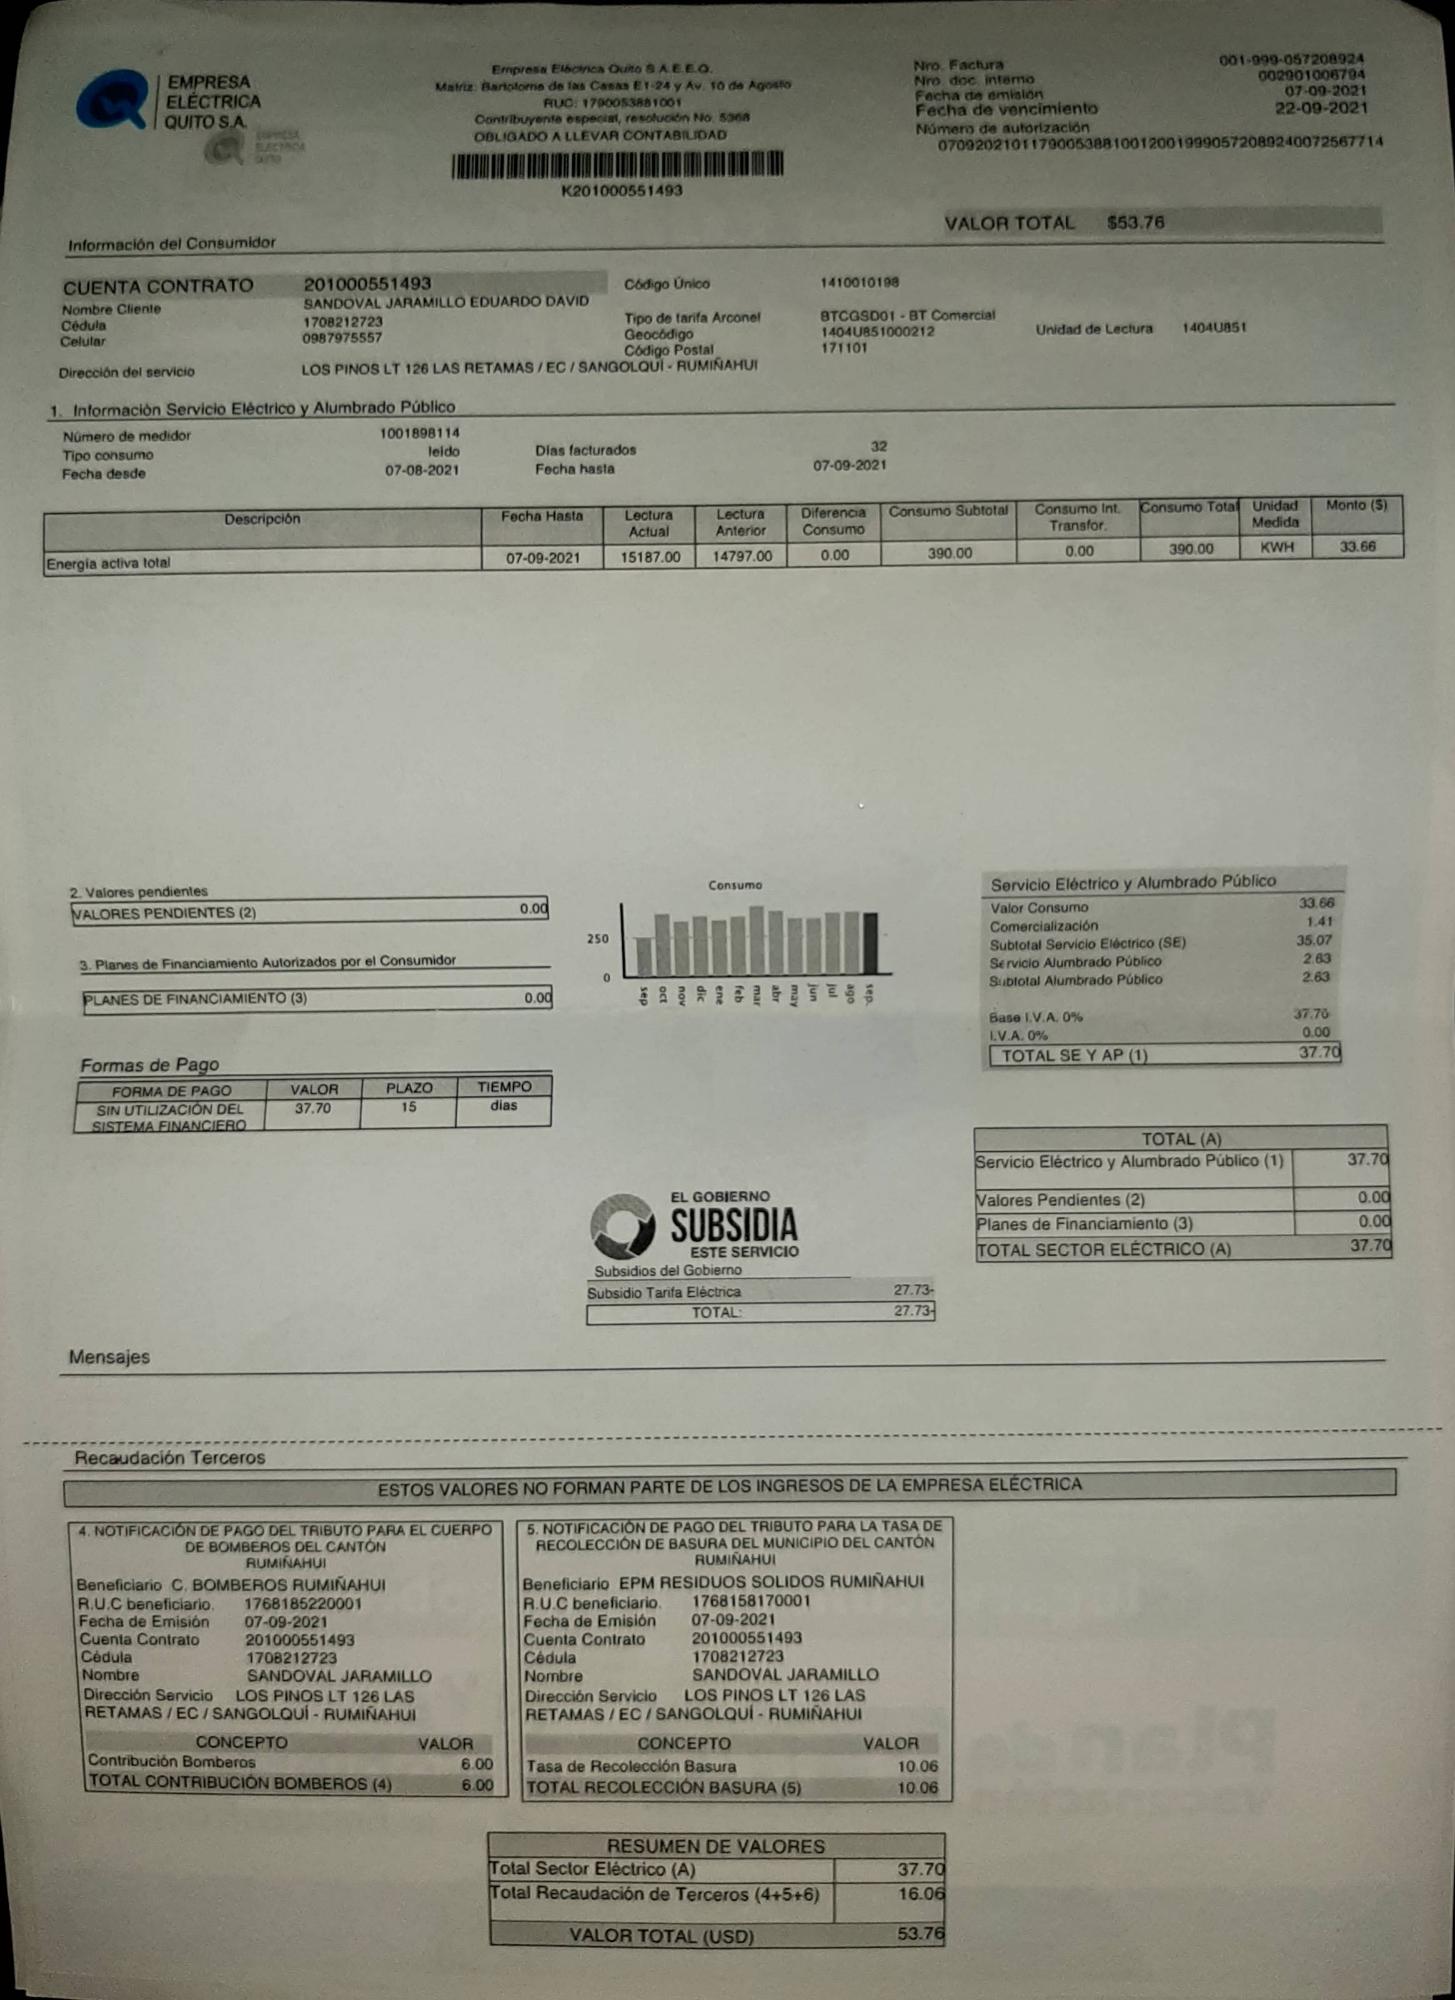 EMPRESA
ELÉCTRICA
QUITO S.A.
EMPRESA
ELÉCTRICA
QUITO
Empresa Eléctrica Quito S.A.E.E.Q.
Matriz: Bartolome de las Casas E1-24 y Av. 10 de Agosto
RUC: 1790053881001
Contribuyente especial, resolución No. 5368
OBLIGADO A LLEVAR CONTABILIDAD
K201000551493
Nro. Factura 001-999-057208924
Nro. doc. interno 002901006794
Fecha de emisión 07-09-2021
Fecha de vencimiento 22-09-2021
Número de autorización
0709202101179005388100120019990572089240072567714
VALOR TOTAL $53.76
Información del Consumidor
CUENTA CONTRATO 201000551493 Código Único 1410010198
Nombre Cliente SANDOVAL JARAMILLO EDUARDO DAVID
Cédula 1708212723 Tipo de tarifa Arconel BTCGSD01 - BT Comercial
Celular 0987975557 Geocódigo 1404U851000212 Unidad de Lectura 1404U851
Código Postal 171101
Dirección del servicio LOS PINOS LT 126 LAS RETAMAS / EC / SANGOLQUÍ - RUMIÑAHUI
1. Información Servicio Eléctrico y Alumbrado Público
Número de medidor 1001898114
Tipo consumo leido Dias facturados 32
Fecha desde 07-08-2021 Fecha hasta 07-09-2021
Descripción Fecha Hasta Lectura Actual Lectura Anterior Diferencia Consumo Consumo Subtotal Consumo Int. Transfor. Consumo Total Unidad Medida Monto ($)
Energía activa total 07-09-2021 15187.00 14797.00 0.00 390.00 0.00 390.00 KWH 33.66
2. Valores pendientes
VALORES PENDIENTES (2) 0.00
3. Planes de Financiamiento Autorizados por el Consumidor
PLANES DE FINANCIAMIENTO (3) 0.00
Formas de Pago
FORMA DE PAGO VALOR PLAZO TIEMPO
SIN UTILIZACIÓN DEL 37.70 15 dias
SISTEMA FINANCIERO
Consumo
250
0
sep oct nov dic ene feb mar abr may jun jul ago sep.
Servicio Eléctrico y Alumbrado Público
Valor Consumo 33.66
Comercialización 1.41
Subtotal Servicio Eléctrico (SE) 35.07
Servicio Alumbrado Público 2.63
Subtotal Alumbrado Público 2.63
Base I.V.A. 0% 37.70
I.V.A. 0% 0.00
TOTAL SE Y AP (1) 37.70
TOTAL (A)
Servicio Eléctrico y Alumbrado Público (1) 37.70
Valores Pendientes (2) 0.00
Planes de Financiamiento (3) 0.00
TOTAL SECTOR ELÉCTRICO (A) 37.70
EL GOBIERNO
SUBSIDIA
ESTE SERVICIO
Subsidios del Gobierno
Subsidio Tarifa Eléctrica 27.73-
TOTAL: 27.73-
Mensajes
Recaudación Terceros
ESTOS VALORES NO FORMAN PARTE DE LOS INGRESOS DE LA EMPRESA ELÉCTRICA
4. NOTIFICACIÓN DE PAGO DEL TRIBUTO PARA EL CUERPO
DE BOMBEROS DEL CANTÓN
RUMIÑAHUI
Beneficiario C. BOMBEROS RUMIÑAHUI
R.U.C beneficiario. 1768185220001
Fecha de Emisión 07-09-2021
Cuenta Contrato 201000551493
Cédula 1708212723
Nombre SANDOVAL JARAMILLO
Dirección Servicio LOS PINOS LT 126 LAS
RETAMAS / EC / SANGOLQUÍ - RUMIÑAHUI
CONCEPTO VALOR
Contribución Bomberos 6.00
TOTAL CONTRIBUCIÓN BOMBEROS (4) 6.00
5. NOTIFICACIÓN DE PAGO DEL TRIBUTO PARA LA TASA DE
RECOLECCIÓN DE BASURA DEL MUNICIPIO DEL CANTÓN
RUMIÑAHUI
Beneficiario EPM RESIDUOS SOLIDOS RUMIÑAHUI
R.U.C beneficiario. 1768158170001
Fecha de Emisión 07-09-2021
Cuenta Contrato 201000551493
Cédula 1708212723
Nombre SANDOVAL JARAMILLO
Dirección Servicio LOS PINOS LT 126 LAS
RETAMAS / EC / SANGOLQUÍ - RUMIÑAHUI
CONCEPTO VALOR
Tasa de Recolección Basura 10.06
TOTAL RECOLECCIÓN BASURA (5) 10.06
RESUMEN DE VALORES
Total Sector Eléctrico (A) 37.70
Total Recaudación de Terceros (4+5+6) 16.06
VALOR TOTAL (USD) 53.76